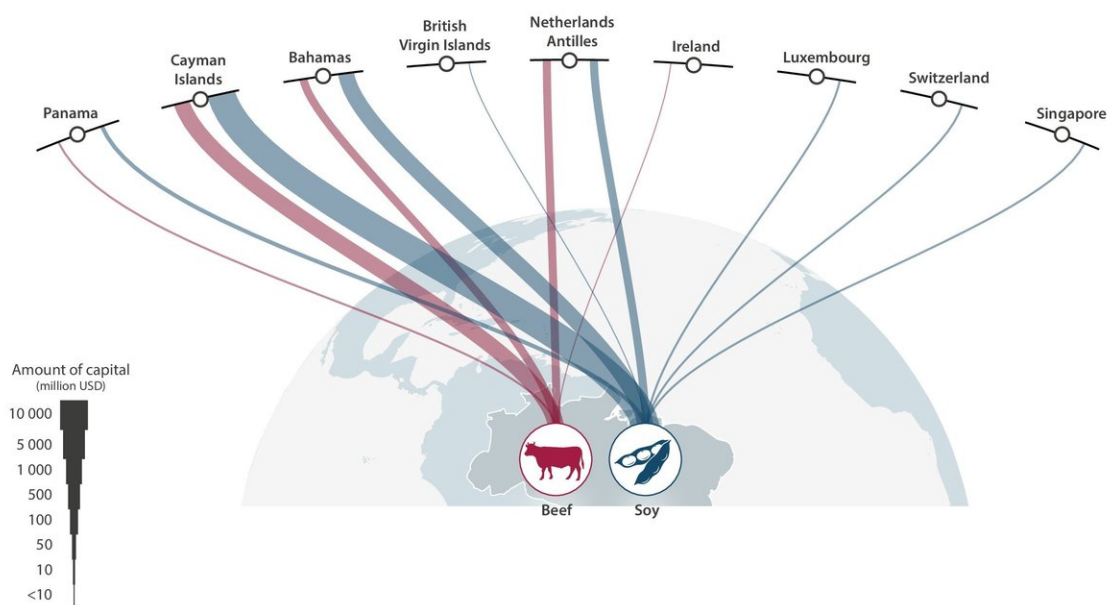 Panama
Cayman
Islands
Bahamas
British
Virgin Islands
Netherlands
Antilles
Ireland
Luxembourg
Switzerland
Singapore
Amount of capital
(million USD)
10 000
5 000
1 000
500
100
50
10
<10
Beef
Soy